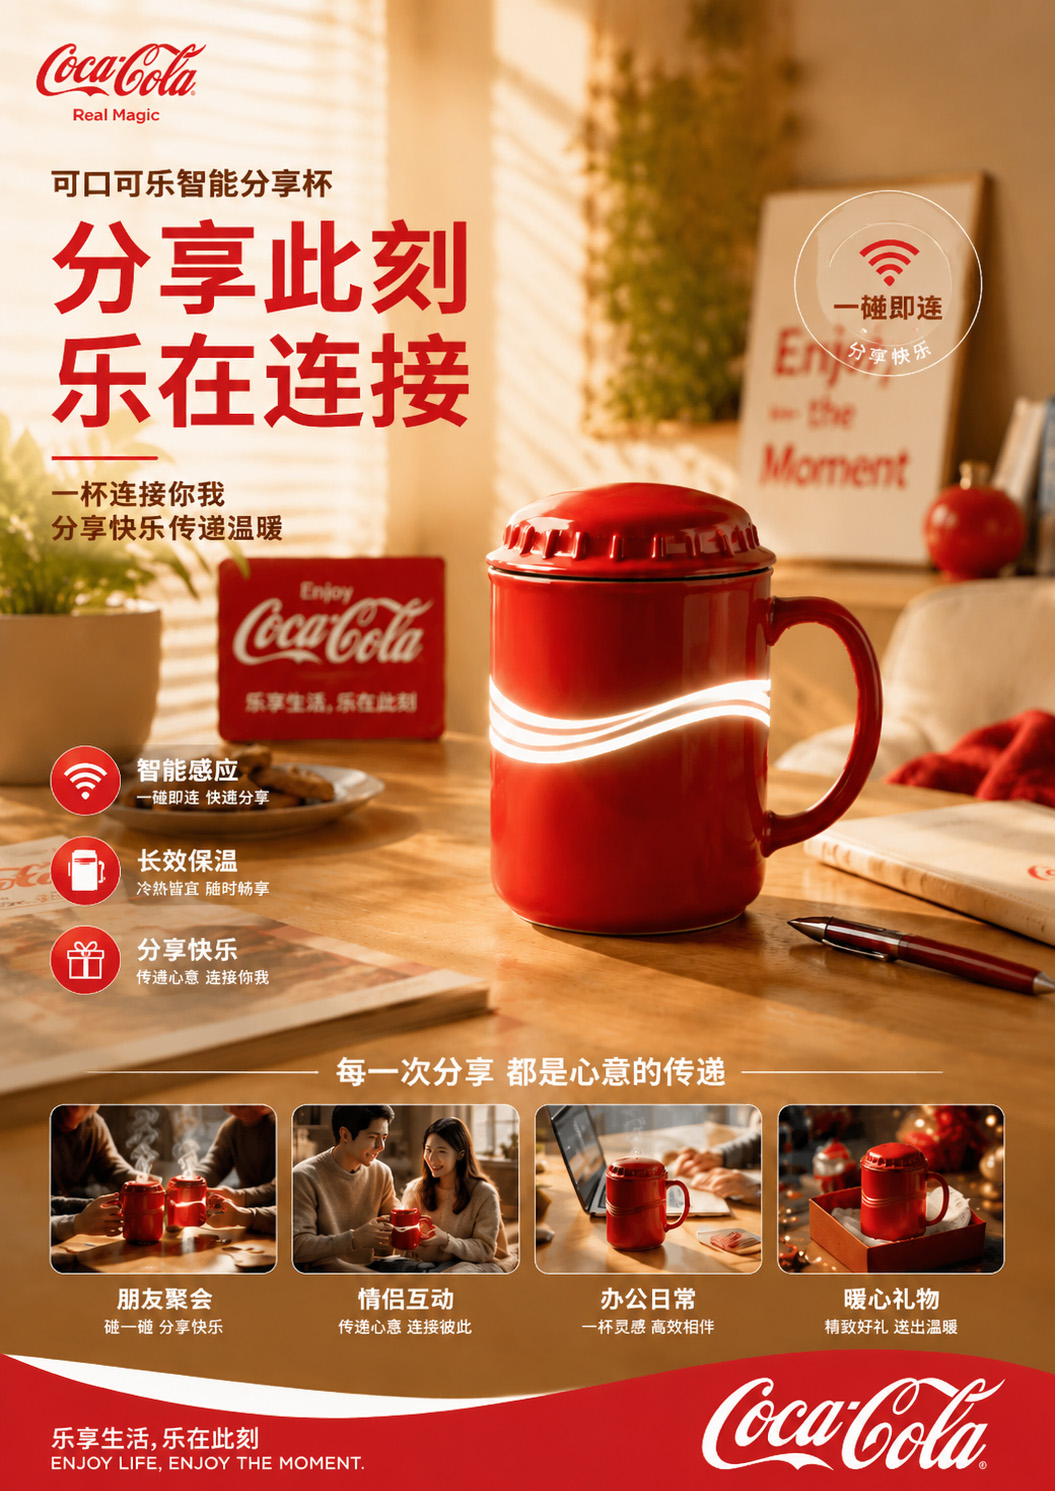 Coca-Cola
Real Magic
可口可乐智能分享杯
分享此刻
乐在连接
一杯连接你我
分享快乐传递温暖
一碰即连
分享快乐
Enjoy
the
Moment
Enjoy
Coca-Cola
乐享生活,乐在此刻
智能感应
一碰即连 快速分享
长效保温
冷热皆宜 随时畅享
分享快乐
传递心意 连接你我
每一次分享 都是心意的传递
朋友聚会
碰一碰 分享快乐
情侣互动
传递心意 连接彼此
办公日常
一杯灵感 高效相伴
暖心礼物
精致好礼 送出温暖
乐享生活,乐在此刻
ENJOY LIFE, ENJOY THE MOMENT.
Coca-Cola